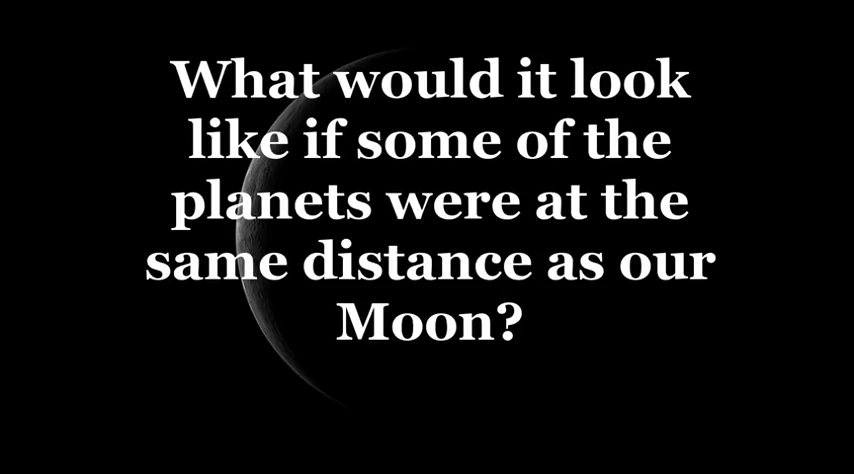 What would it look
like if some of the
planets were at the
same distance as our
Moon?